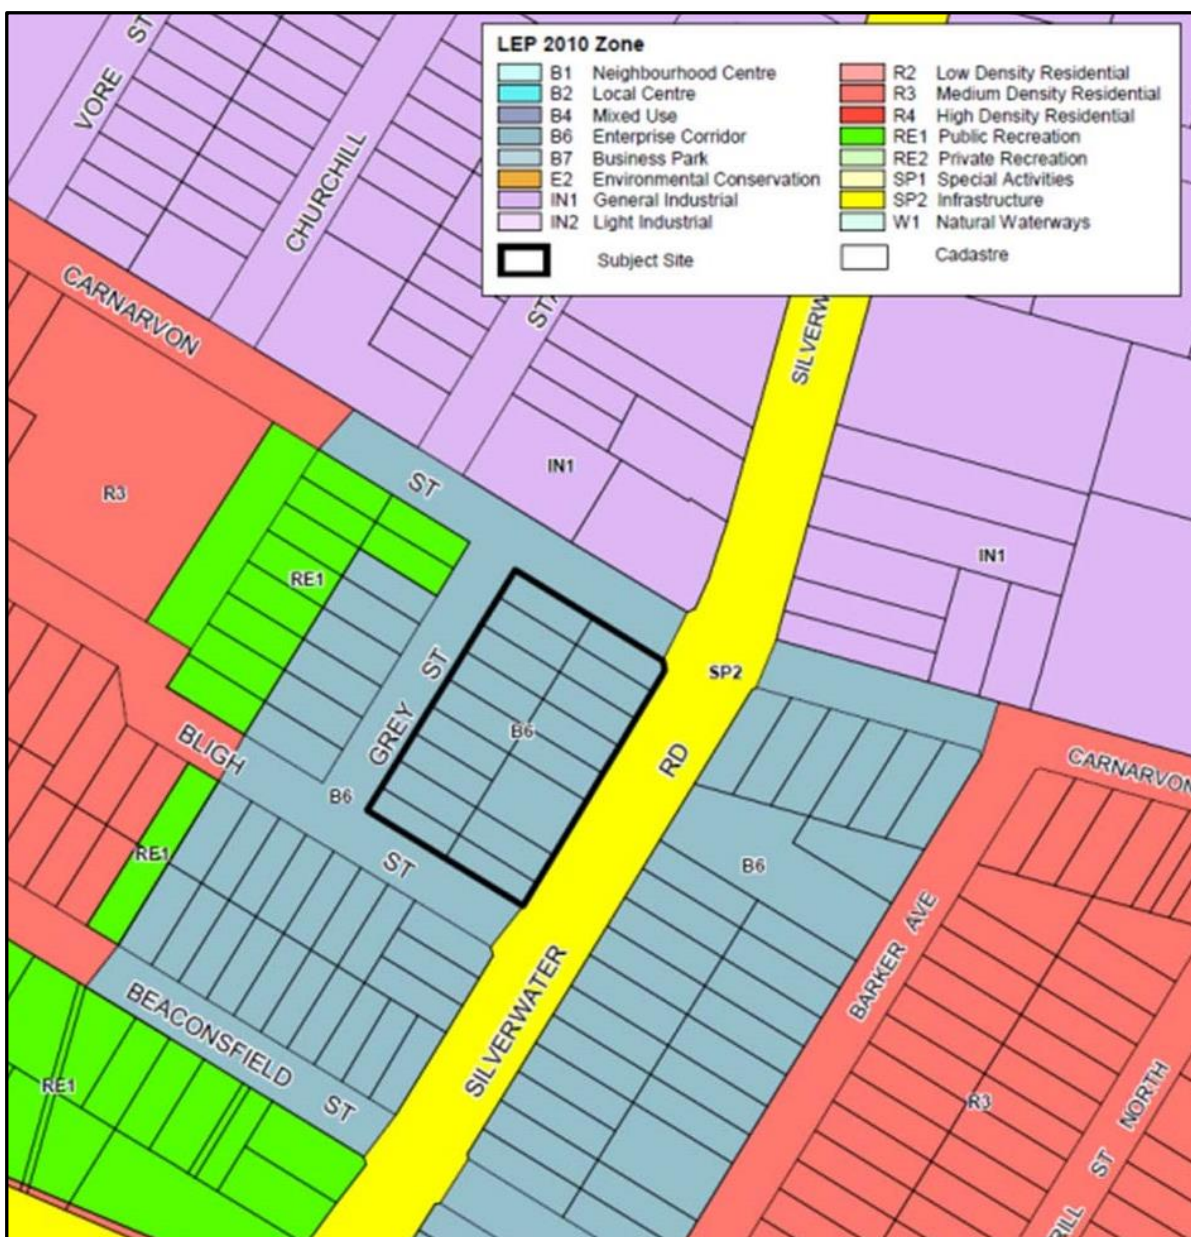 LEP 2010 Zone
B1 Neighbourhood Centre
B2 Local Centre
B4 Mixed Use
B6 Enterprise Corridor
B7 Business Park
E2 Environmental Conservation
IN1 General Industrial
IN2 Light Industrial
Subject Site
R2 Low Density Residential
R3 Medium Density Residential
R4 High Density Residential
RE1 Public Recreation
RE2 Private Recreation
SP1 Special Activities
SP2 Infrastructure
W1 Natural Waterways
Cadastre
VORE ST
CHURCHILL
CARNARVON
ST
SILVERW
IN1
ST
R3
RE1
IN1
ST
GREY
B6
SP2
RD
BLIGH
B6
ST
RE1
CARNARVON
B6
BARKER AVE
SILVERWATER
BEACONSFIELD
ST
RE1
R3
ST NORTH
RILL